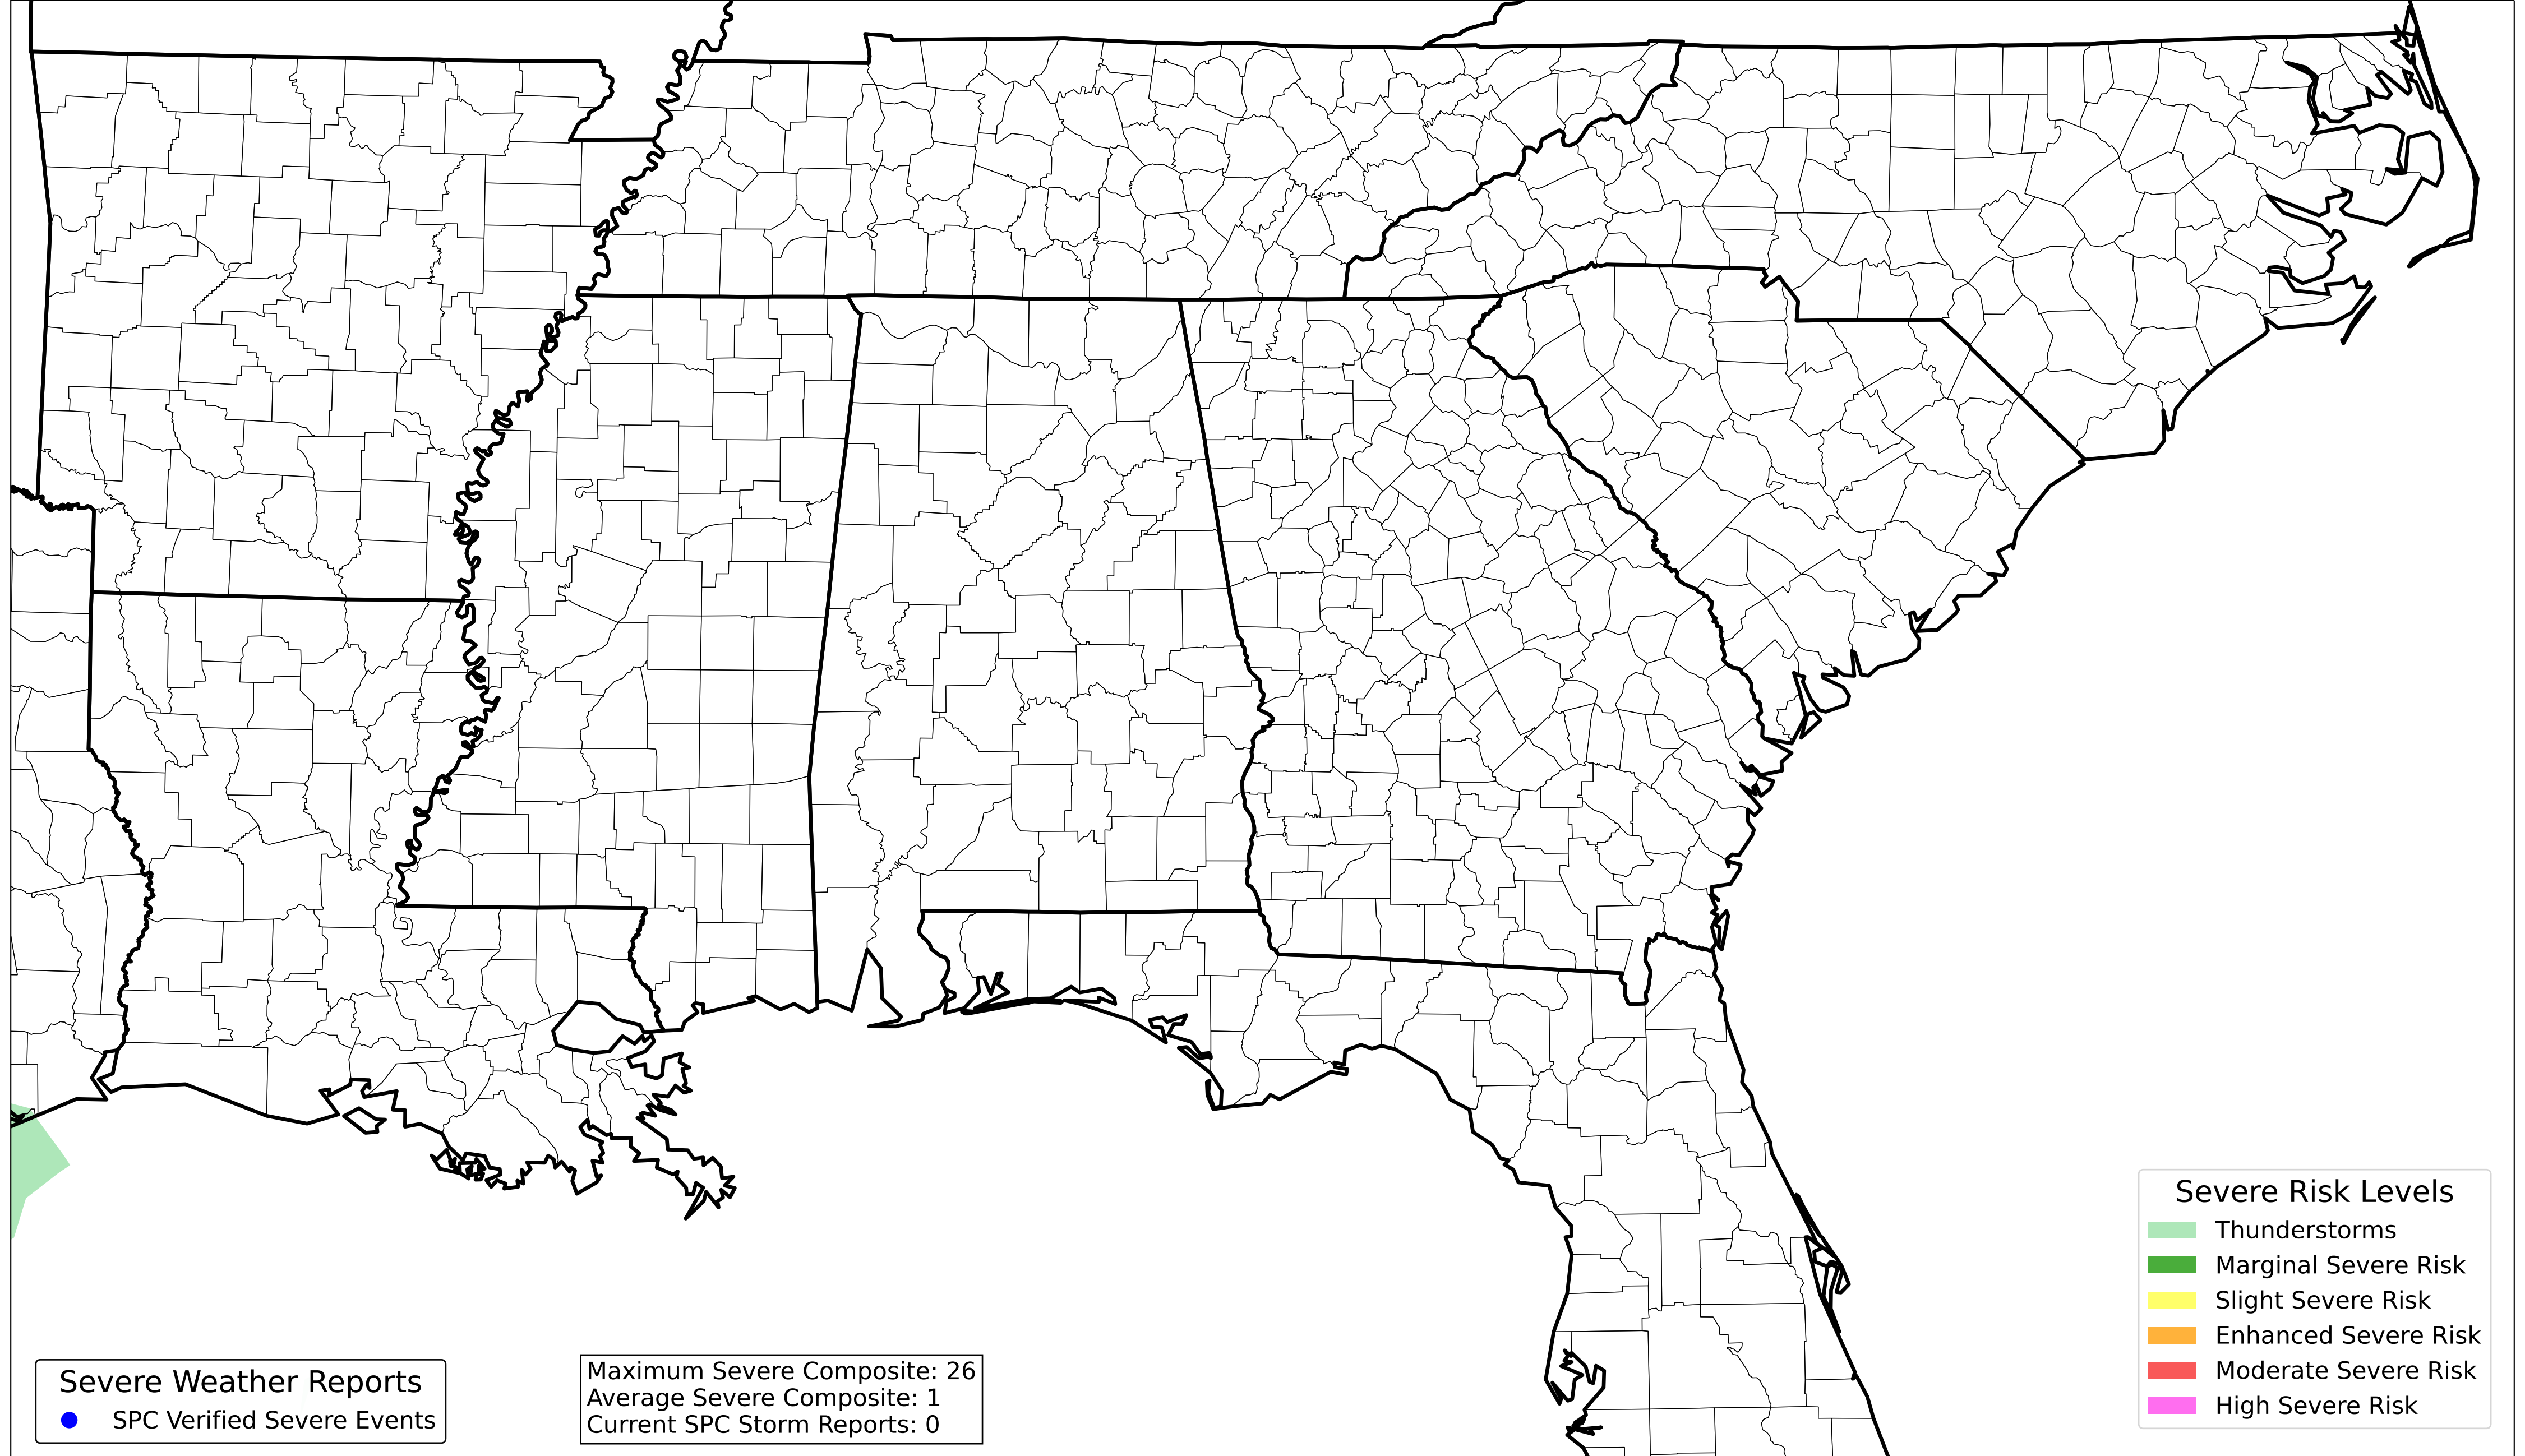 Severe Weather Reports
SPC Verified Severe Events
Maximum Severe Composite: 26
Average Severe Composite: 1
Current SPC Storm Reports: 0
Severe Risk Levels
Thunderstorms
Marginal Severe Risk
Slight Severe Risk
Enhanced Severe Risk
Moderate Severe Risk
High Severe Risk